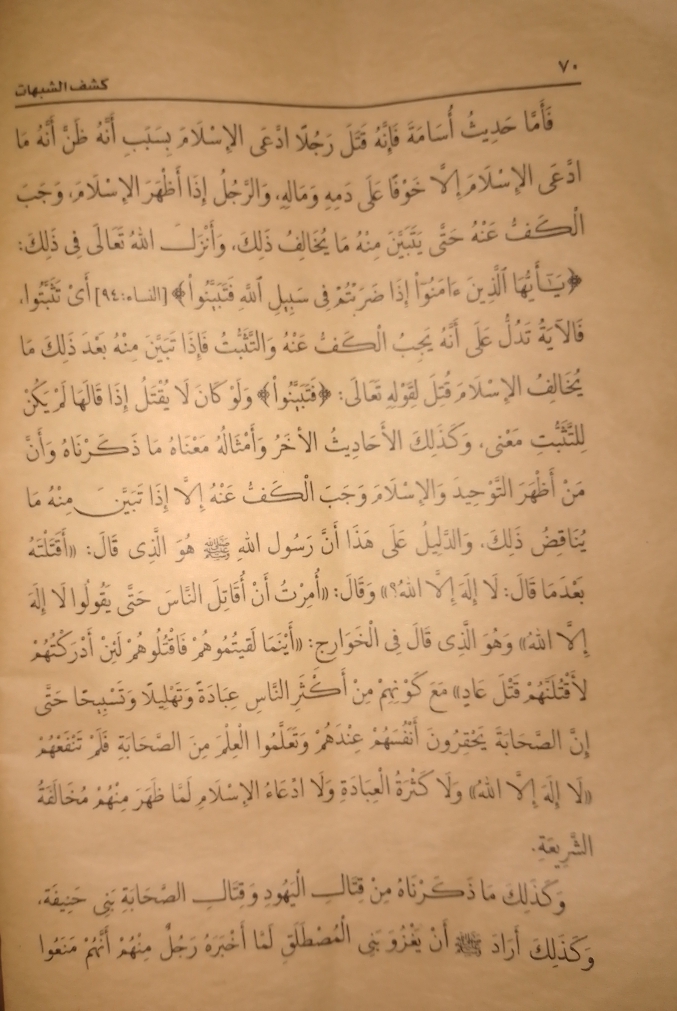 ٧٠
كشف الشبهات
فَأَمَّا حَدِيثُ أُسَامَةَ فَإِنَّهُ قَتَلَ رَجُلًا ادَّعَى الإِسْلَامَ بِسَبَبِ أَنَّهُ ظَنَّ أَنَّهُ مَا
ادَّعَى الإِسْلَامَ إِلَّا خَوْفًا عَلَى دَمِهِ وَمَالِهِ، وَالرَّجُلُ إِذَا أَظْهَرَ الإِسْلَامَ، وَجَبَ
الْكَفُّ عَنْهُ حَتَّى يَتَبَيَّنَ مِنْهُ مَا يُخَالِفُ ذَلِكَ، وَأَنْزَلَ اللهُ تَعَالَى فِى ذَلِكَ:
﴿يَـٰٓأَيُّهَا ٱلَّذِينَ ءَامَنُوٓا۟ إِذَا ضَرَبْتُمْ فِى سَبِيلِ ٱللَّهِ فَتَبَيَّنُوا۟﴾ [النساء:٩٤] أَىْ تَثَبَّتُوا،
فَالآيَةُ تَدُلُّ عَلَى أَنَّهُ يَجِبُ الْكَفُّ عَنْهُ وَالتَّثَبُّتُ فَإِذَا تَبَيَّنَ مِنْهُ بَعْدَ ذَلِكَ مَا
يُخَالِفُ الإِسْلَامَ قُتِلَ لِقَوْلِهِ تَعَالَى: ﴿فَتَبَيَّنُوا۟﴾ وَلَوْ كَانَ لَا يُقْتَلُ إِذَا قَالَهَا لَمْ يَكُنْ
لِلتَّثَبُّتِ مَعْنًى، وَكَذَلِكَ الأَحَادِيثُ الأُخَرُ وَأَمْثَالُهُ مَعْنَاهُ مَا ذَكَرْنَاهُ وَأَنَّ
مَنْ أَظْهَرَ التَّوْحِيدَ وَالإِسْلَامَ وَجَبَ الْكَفُّ عَنْهُ إِلَّا إِذَا تَبَيَّنَ مِنْهُ مَا
يُنَاقِضُ ذَلِكَ، وَالدَّلِيلُ عَلَى هَذَا أَنَّ رَسُولَ اللهِ ﷺ هُوَ الَّذِى قَالَ: «أَقَتَلْتَهُ
بَعْدَمَا قَالَ: لَا إِلَهَ إِلَّا اللهُ؟» وَقَالَ: «أُمِرْتُ أَنْ أُقَاتِلَ النَّاسَ حَتَّى يَقُولُوا لَا إِلَهَ
إِلَّا اللهُ» وَهُوَ الَّذِى قَالَ فِى الْخَوَارِجِ: «أَيْنَمَا لَقِيتُمُوهُمْ فَاقْتُلُوهُمْ لَئِنْ أَدْرَكْتُهُمْ
لأَقْتُلَنَّهُمْ قَتْلَ عَادٍ» مَعَ كَوْنِهِمْ مِنْ أَكْثَرِ النَّاسِ عِبَادَةً وَتَهْلِيلًا وَتَسْبِيحًا حَتَّى
إِنَّ الصَّحَابَةَ يَحْقِرُونَ أَنْفُسَهُمْ عِنْدَهُمْ وَتَعَلَّمُوا الْعِلْمَ مِنَ الصَّحَابَةِ فَلَمْ تَنْفَعْهُمْ
«لَا إِلَهَ إِلَّا اللهُ» وَلَا كَثْرَةُ الْعِبَادَةِ وَلَا ادِّعَاءُ الإِسْلَامِ لَمَّا ظَهَرَ مِنْهُمْ مُخَالَفَةُ
الشَّرِيعَةِ.
وَكَذَلِكَ مَا ذَكَرْنَاهُ مِنْ قِتَالِ الْيَهُودِ وَقِتَالِ الصَّحَابَةِ بَنِى حَنِيفَةَ،
وَكَذَلِكَ أَرَادَ ﷺ أَنْ يَغْزُوَ بَنِى الْمُصْطَلَقِ لَمَّا أَخْبَرَهُ رَجُلٌ مِنْهُمْ أَنَّهُمْ مَنَعُوا